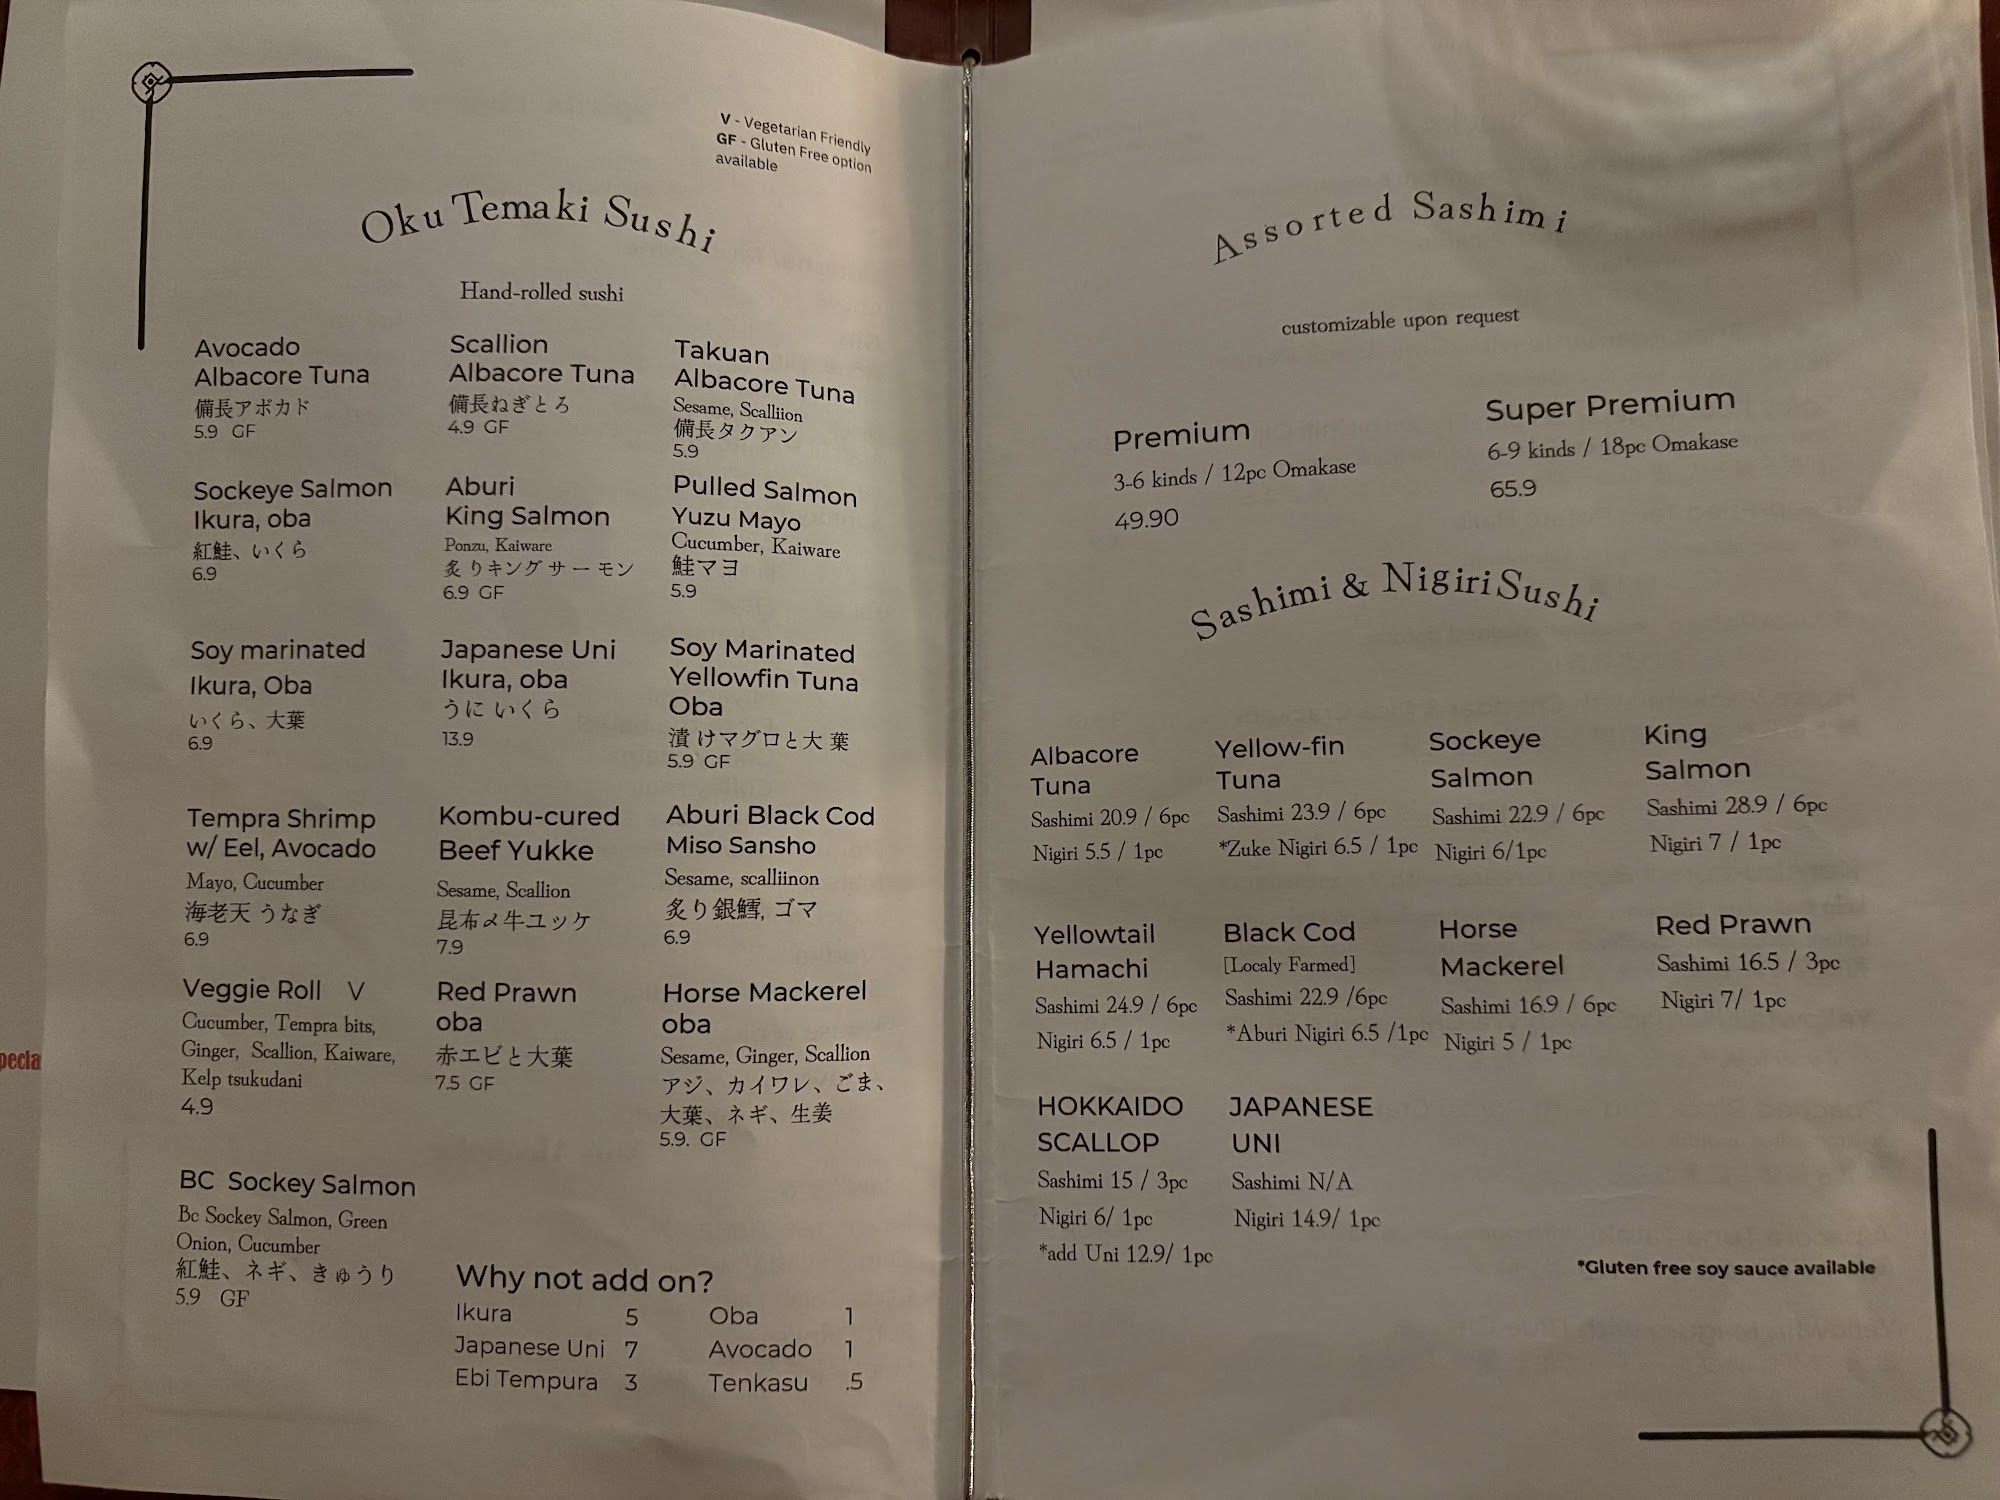 V - Vegetarian Friendly
GF - Gluten Free option
available
Oku Temaki Sushi
Hand-rolled sushi
Avocado
Albacore Tuna
備長アボカド
5.9 GF
Scallion
Albacore Tuna
備長ねぎとろ
4.9 GF
Takuan
Albacore Tuna
Sesame, Scalliion
備長タクアン
5.9
Sockeye Salmon
Ikura, oba
紅鮭、いくら
6.9
Aburi
King Salmon
Ponzu, Kaiware
炙りキングサーモン
6.9 GF
Pulled Salmon
Yuzu Mayo
Cucumber, Kaiware
鮭マヨ
5.9
Soy marinated
Ikura, Oba
いくら、大葉
6.9
Japanese Uni
Ikura, oba
うに いくら
13.9
Soy Marinated
Yellowfin Tuna
Oba
漬けマグロと大葉
5.9 GF
Tempra Shrimp
w/ Eel, Avocado
Mayo, Cucumber
海老天 うなぎ
6.9
Kombu-cured
Beef Yukke
Sesame, Scallion
昆布〆牛ユッケ
7.9
Aburi Black Cod
Miso Sansho
Sesame, scalliinon
炙り銀鱈, ゴマ
6.9
Veggie Roll V
Cucumber, Tempra bits,
Ginger, Scallion, Kaiware,
Kelp tsukudani
4.9
Red Prawn
oba
赤エビと大葉
7.5 GF
Horse Mackerel
oba
Sesame, Ginger, Scallion
アジ、カイワレ、ごま、
大葉、ネギ、生姜
5.9. GF
BC Sockey Salmon
Bc Sockey Salmon, Green
Onion, Cucumber
紅鮭、ネギ、きゅうり
5.9 GF
Why not add on?
Ikura 5
Japanese Uni 7
Ebi Tempura 3
Oba 1
Avocado 1
Tenkasu .5
pecia
Assorted Sashimi
customizable upon request
Premium
3-6 kinds / 12pc Omakase
49.90
Super Premium
6-9 kinds / 18pc Omakase
65.9
Sashimi & Nigiri Sushi
Albacore
Tuna
Sashimi 20.9 / 6pc
Nigiri 5.5 / 1pc
Yellow-fin
Tuna
Sashimi 23.9 / 6pc
*Zuke Nigiri 6.5 / 1pc
Sockeye
Salmon
Sashimi 22.9 / 6pc
Nigiri 6/1pc
King
Salmon
Sashimi 28.9 / 6pc
Nigiri 7 / 1pc
Yellowtail
Hamachi
Sashimi 24.9 / 6pc
Nigiri 6.5 / 1pc
Black Cod
[Localy Farmed]
Sashimi 22.9 /6pc
*Aburi Nigiri 6.5 /1pc
Horse
Mackerel
Sashimi 16.9 / 6pc
Nigiri 5 / 1pc
Red Prawn
Sashimi 16.5 / 3pc
Nigiri 7/ 1pc
HOKKAIDO
SCALLOP
Sashimi 15 / 3pc
Nigiri 6/ 1pc
*add Uni 12.9/ 1pc
JAPANESE
UNI
Sashimi N/A
Nigiri 14.9/ 1pc
*Gluten free soy sauce available